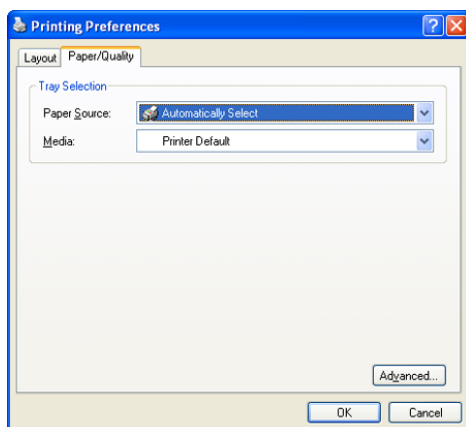 Printing Preferences
Layout Paper/Quality
Tray Selection
Paper Source: Automatically Select
Media: Printer Default
Advanced...
OK Cancel